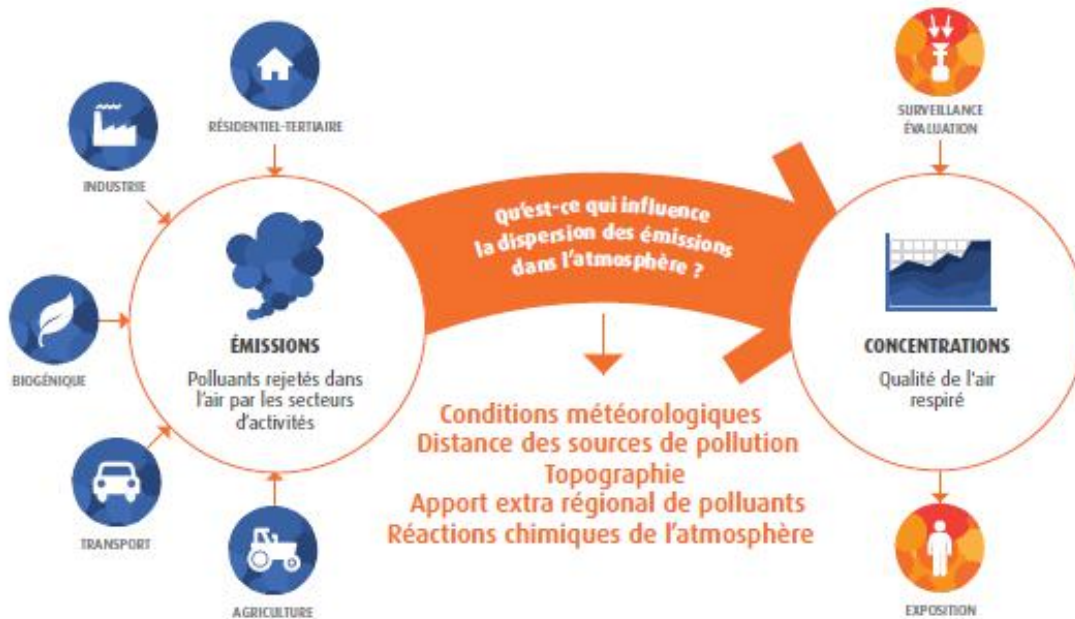 RÉSIDENTIEL-TERTIAIRE
INDUSTRIE
BIOGÉNIQUE
TRANSPORT
AGRICULTURE
ÉMISSIONS
Polluants rejetés dans
l'air par les secteurs
d'activités
Qu'est-ce qui influence
la dispersion des émissions
dans l'atmosphère ?
Conditions météorologiques
Distance des sources de pollution
Topographie
Apport extra régional de polluants
Réactions chimiques de l'atmosphère
SURVEILLANCE
ÉVALUATION
CONCENTRATIONS
Qualité de l'air
respiré
EXPOSITION